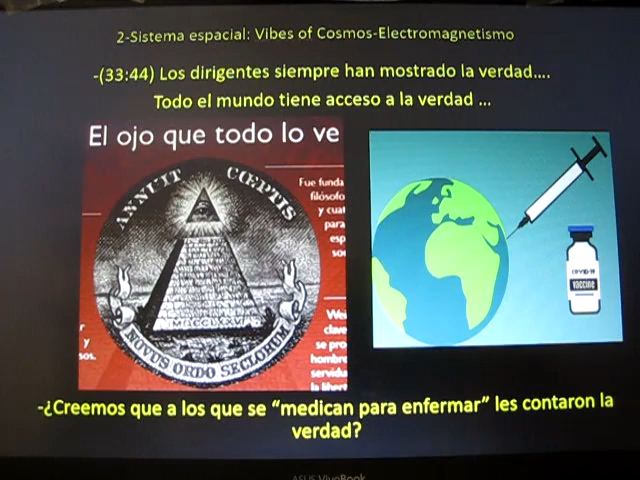 2-Sistema espacial: Vibes of Cosmos-Electromagnetismo
-(33:44) Los dirigentes siempre han mostrado la verdad....
Todo el mundo tiene acceso a la verdad ...
El ojo que todo lo ve
ANNUIT CŒPTIS
Fue funda
filósofo
y cuat
para
esp
sor
MDCCLXXVI
NOVUS ORDO SECLORUM
r
y
sos.
Wei
clave
se pro
hombre
servidu
la libert
COVID-19
vaccine
-¿Creemos que a los que se “medican para enfermar” les contaron la
verdad?
ASUS VivoBook